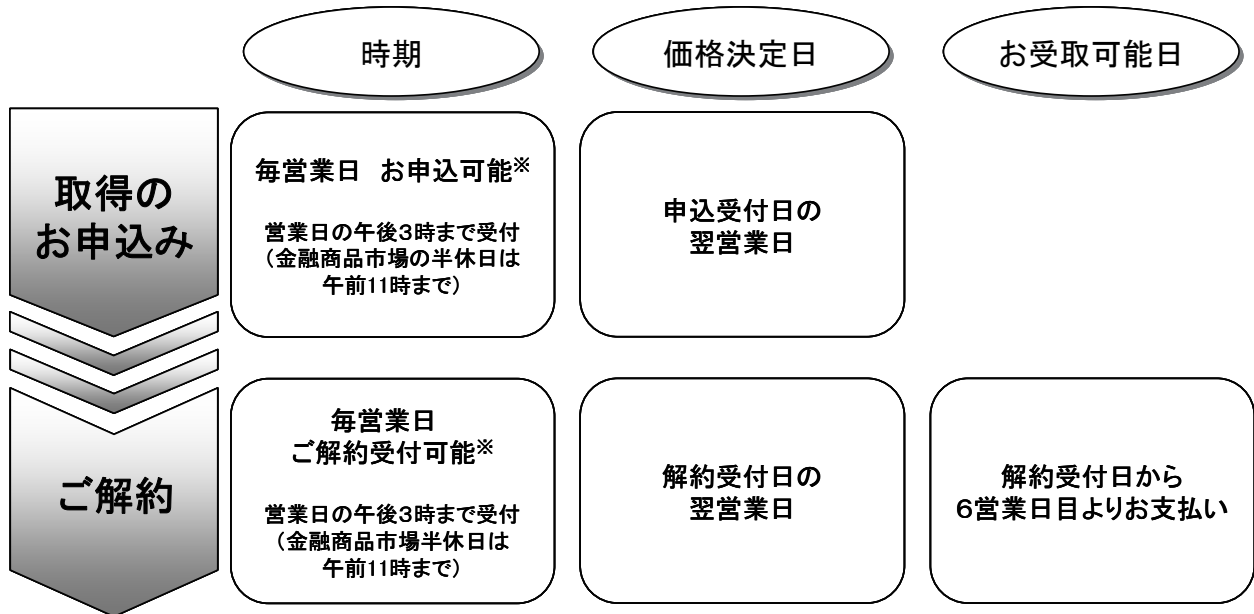 時期
価格決定日
お受取可能日
取得の
お申込み
毎営業日　お申込可能※
営業日の午後3時まで受付
（金融商品市場の半休日は
午前11時まで）
申込受付日の
翌営業日
ご解約
毎営業日
ご解約受付可能※
営業日の午後3時まで受付
（金融商品市場半休日は
午前11時まで）
解約受付日の
翌営業日
解約受付日から
６営業日目よりお支払い